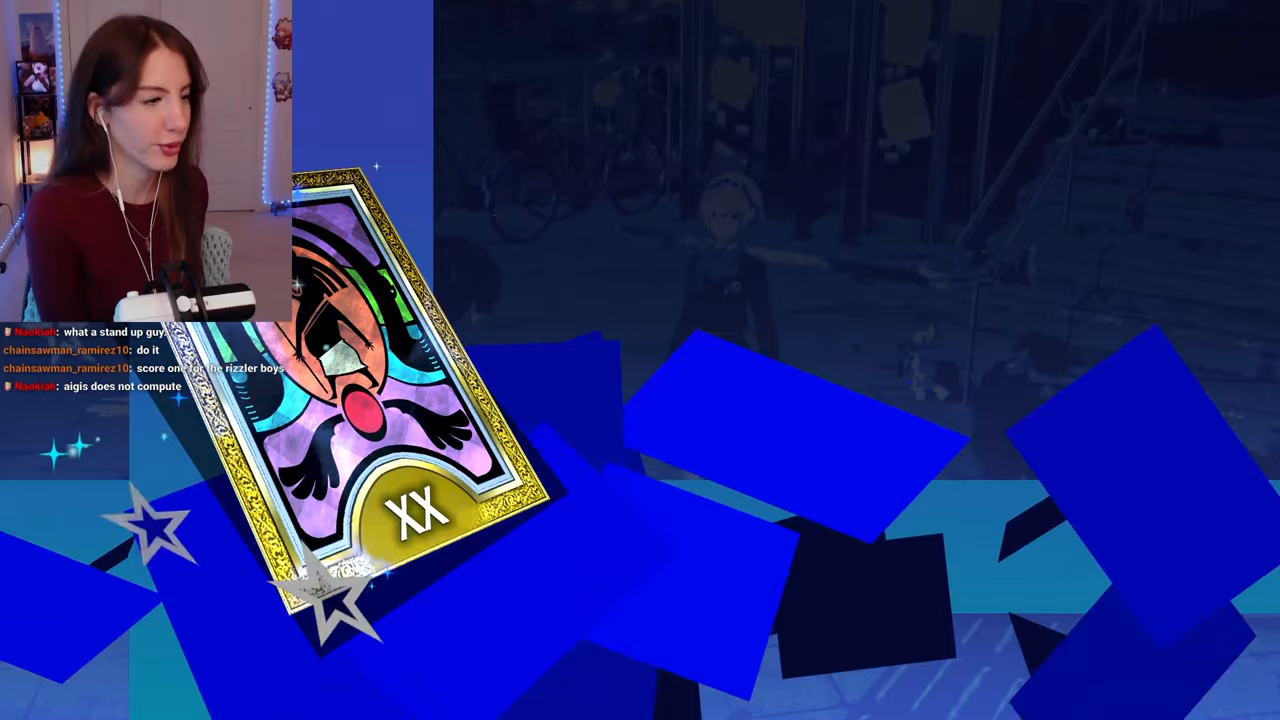 Naokiah: what a stand up guy.
chainsawman_ramirez10: do it
chainsawman_ramirez10: score one for the rizzler boys
Naokiah: aigis does not compute
XX